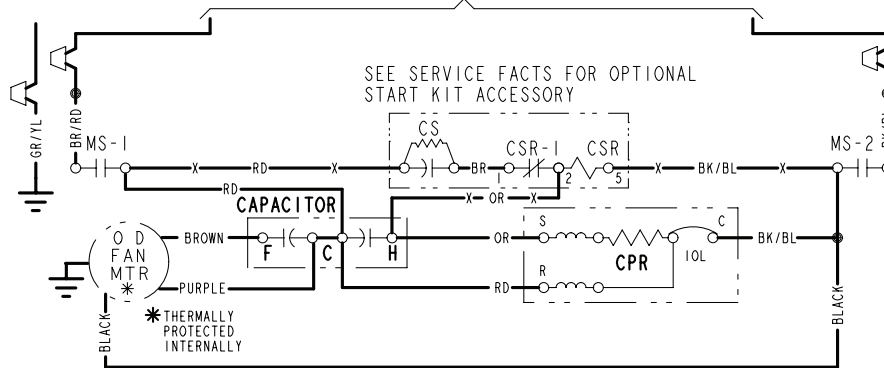 SEE SERVICE FACTS FOR OPTIONAL
START KIT ACCESSORY
GR/YL
BR/RD
MS-1
X
RD
X
CS
BR
CSR-1
1
2
CSR
5
X
BK/BL
X
MS-2
RD
X
OR
X
CAPACITOR
F
C
H
BROWN
O D
FAN
MTR
*
PURPLE
BLACK
* THERMALLY
PROTECTED
INTERNALLY
OR
RD
S
R
CPR
IOL
C
BK/BL
BLACK